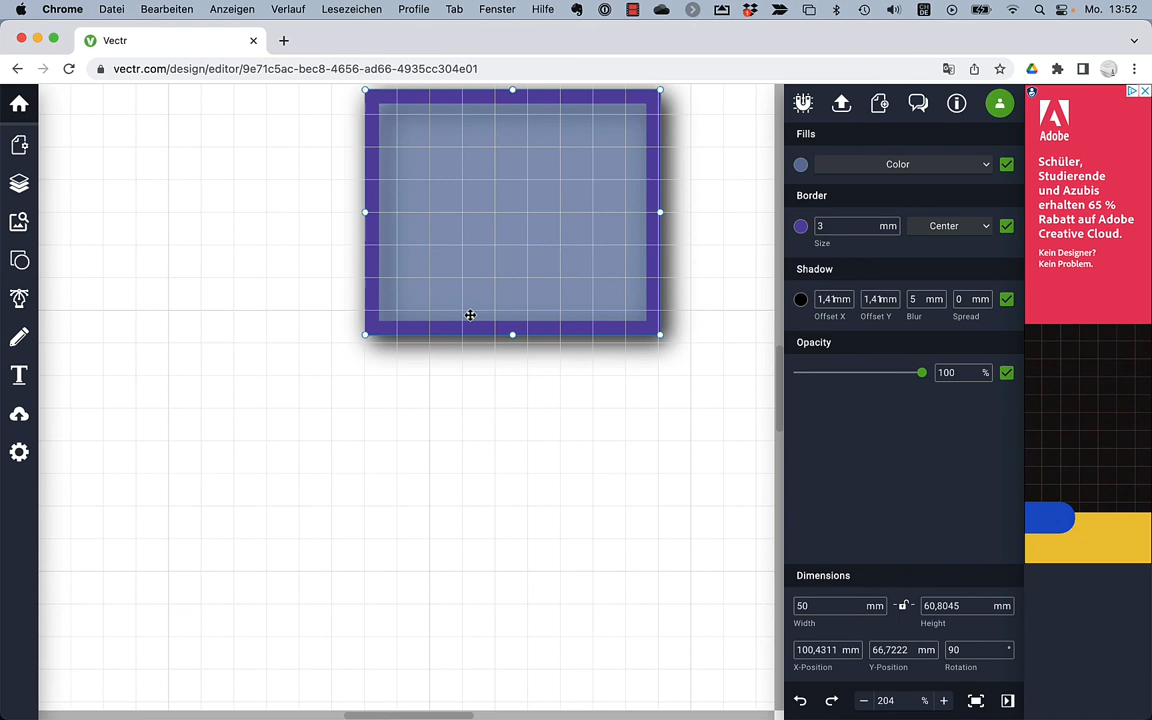 Chrome Datei Bearbeiten Anzeigen Verlauf Lesezeichen Profile Tab Fenster Hilfe CH DE Mo. 13:52
Vectr
vectr.com/design/editor/9e71c5ac-bec8-4656-ad66-4935cc304e01
Fills
Color
Border
3 mm Center
Size
Shadow
1,41mm 1,41mm 5 mm 0 mm
Offset X Offset Y Blur Spread
Opacity
100 %
Dimensions
50 mm 60,8045 mm
Width Height
100,4311 mm 66,7222 mm 90 °
X-Position Y-Position Rotation
204 %
Adobe
Schüler,
Studierende
und Azubis
erhalten 65 %
Rabatt auf Adobe
Creative Cloud.
Kein Designer?
Kein Problem.